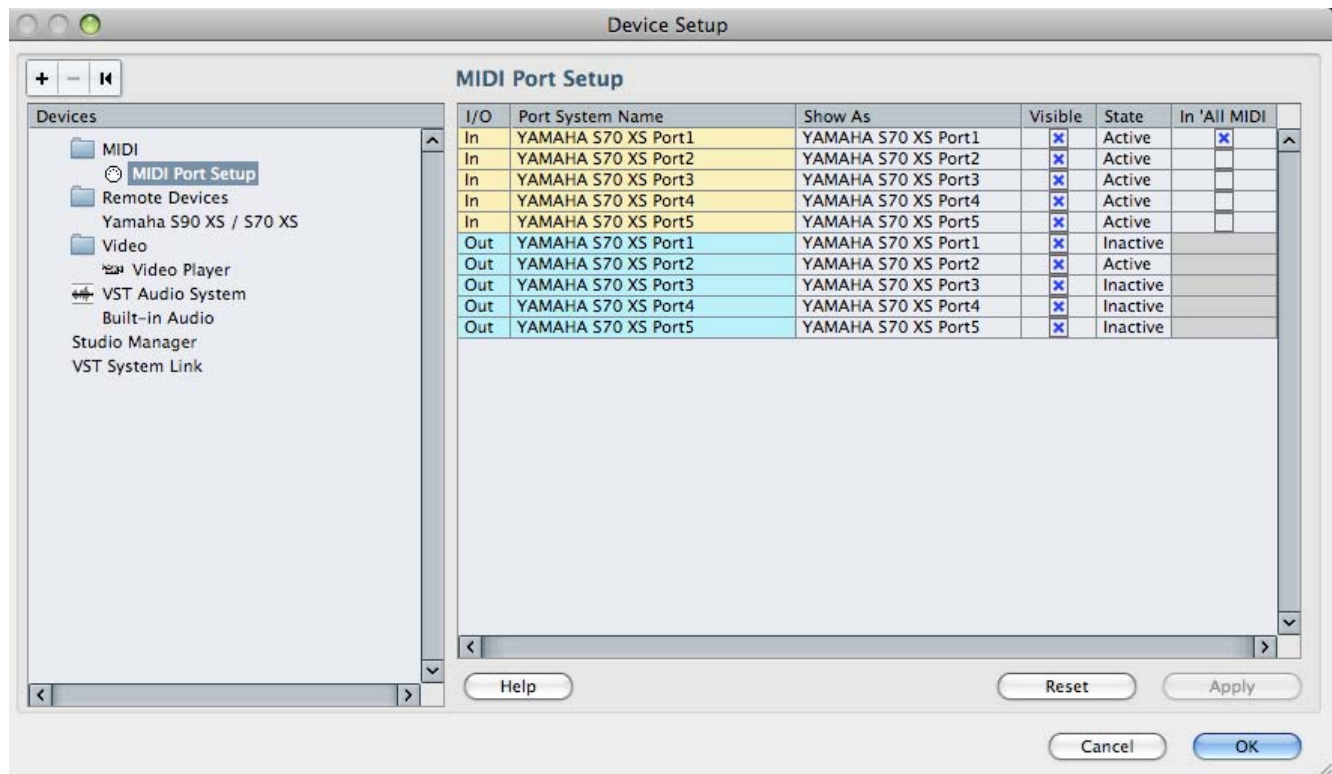 Device Setup
+ −
Devices
MIDI
MIDI Port Setup
Remote Devices
Yamaha S90 XS / S70 XS
Video
Video Player
VST Audio System
Built-in Audio
Studio Manager
VST System Link
MIDI Port Setup
I/O Port System Name Show As Visible State In 'All MIDI
In YAMAHA S70 XS Port1 YAMAHA S70 XS Port1 Active
In YAMAHA S70 XS Port2 YAMAHA S70 XS Port2 Active
In YAMAHA S70 XS Port3 YAMAHA S70 XS Port3 Active
In YAMAHA S70 XS Port4 YAMAHA S70 XS Port4 Active
In YAMAHA S70 XS Port5 YAMAHA S70 XS Port5 Active
Out YAMAHA S70 XS Port1 YAMAHA S70 XS Port1 Inactive
Out YAMAHA S70 XS Port2 YAMAHA S70 XS Port2 Active
Out YAMAHA S70 XS Port3 YAMAHA S70 XS Port3 Inactive
Out YAMAHA S70 XS Port4 YAMAHA S70 XS Port4 Inactive
Out YAMAHA S70 XS Port5 YAMAHA S70 XS Port5 Inactive
Help Reset Apply
Cancel OK